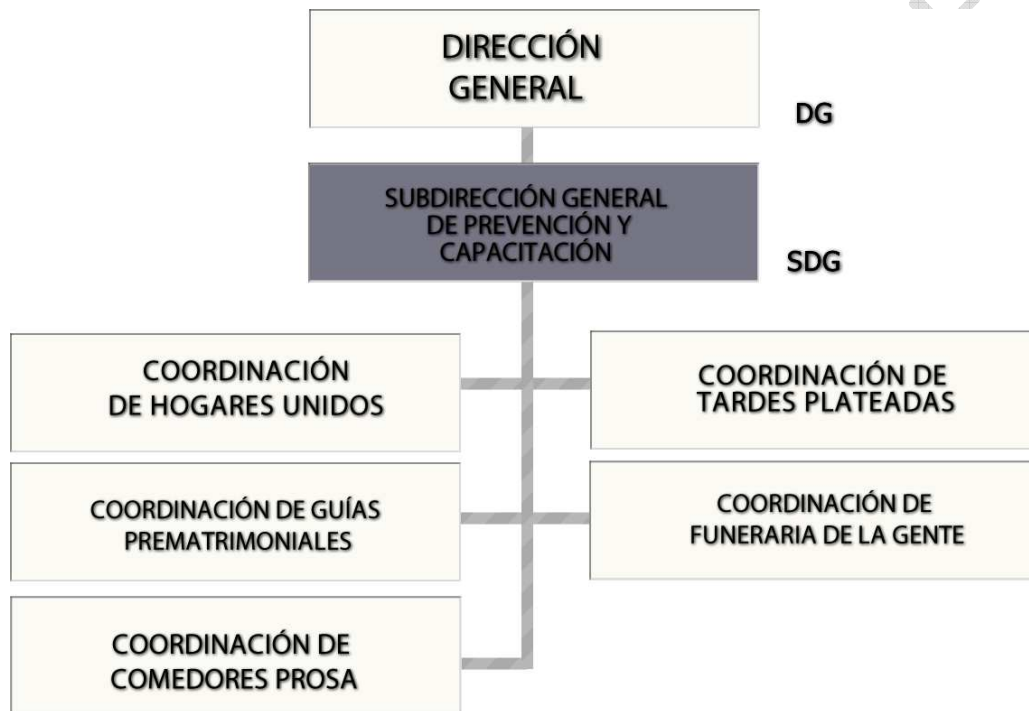 DIRECCIÓN
GENERAL
DG
SUBDIRECCIÓN GENERAL
DE PREVENCIÓN Y
CAPACITACIÓN
SDG
COORDINACIÓN
DE HOGARES UNIDOS
COORDINACIÓN DE
TARDES PLATEADAS
COORDINACIÓN DE GUÍAS
PREMATRIMONIALES
COORDINACIÓN DE
FUNERARIA DE LA GENTE
COORDINACIÓN DE
COMEDORES PROSA